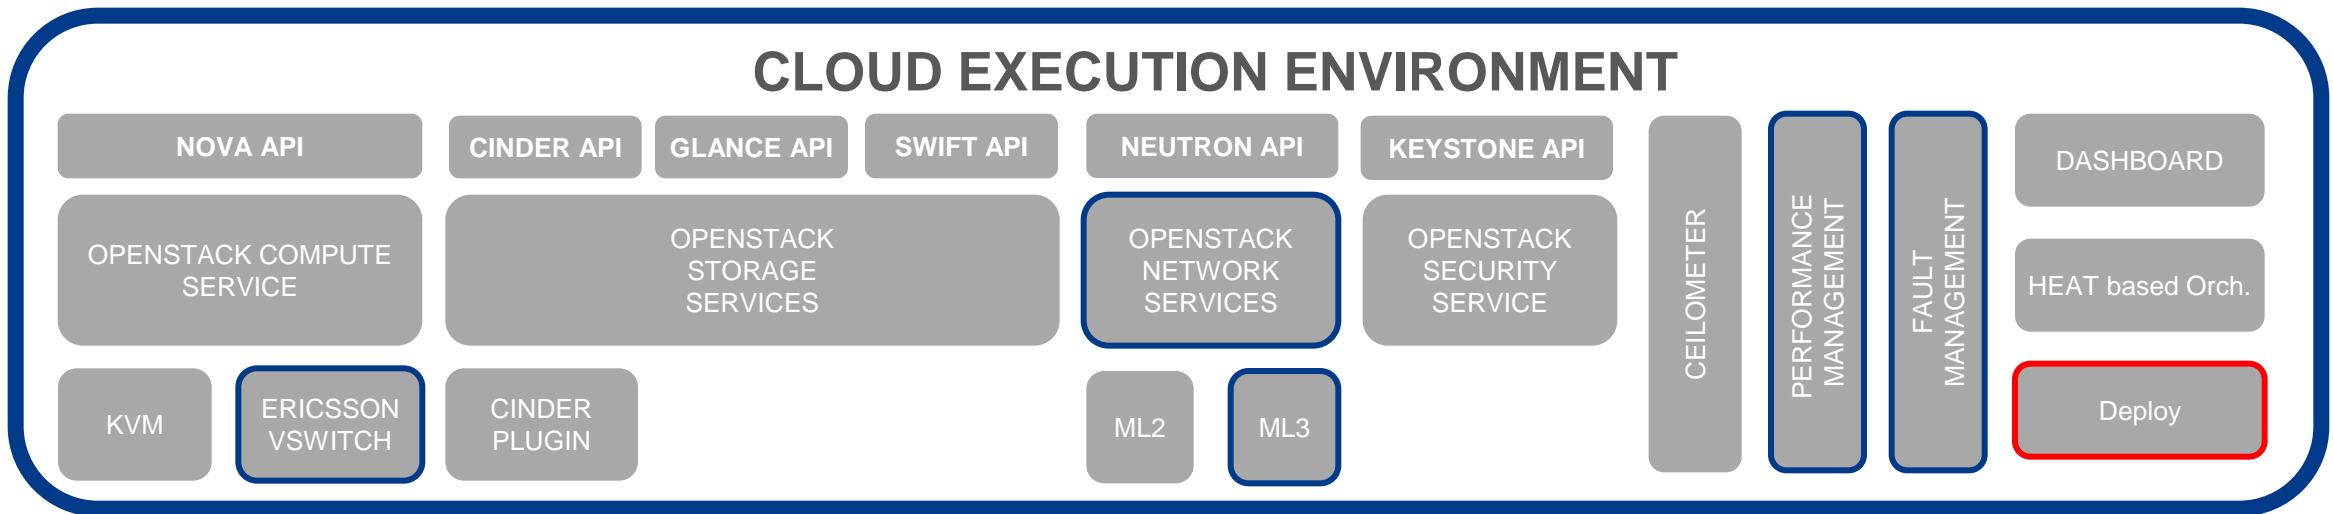 CLOUD EXECUTION ENVIRONMENT
NOVA API
CINDER API
GLANCE API
SWIFT API
NEUTRON API
KEYSTONE API
OPENSTACK COMPUTE
SERVICE
OPENSTACK
STORAGE
SERVICES
OPENSTACK
NETWORK
SERVICES
OPENSTACK
SECURITY
SERVICE
KVM
ERICSSON
VSWITCH
CINDER
PLUGIN
ML2
ML3
CEILOMETER
PERFORMANCE
MANAGEMENT
FAULT
MANAGEMENT
DASHBOARD
HEAT based Orch.
Deploy